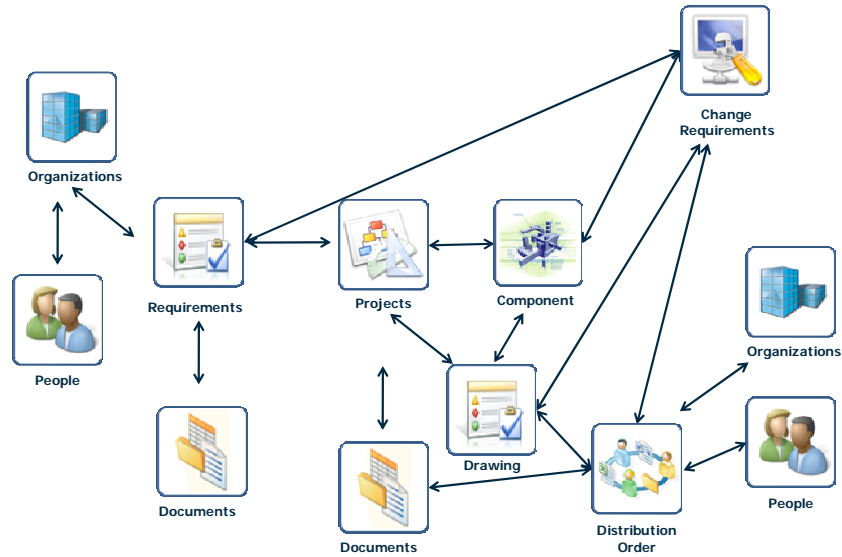 Change
Requirements
Organizations
Requirements
Projects
Component
Organizations
People
Drawing
People
Documents
Distribution
Order
Documents